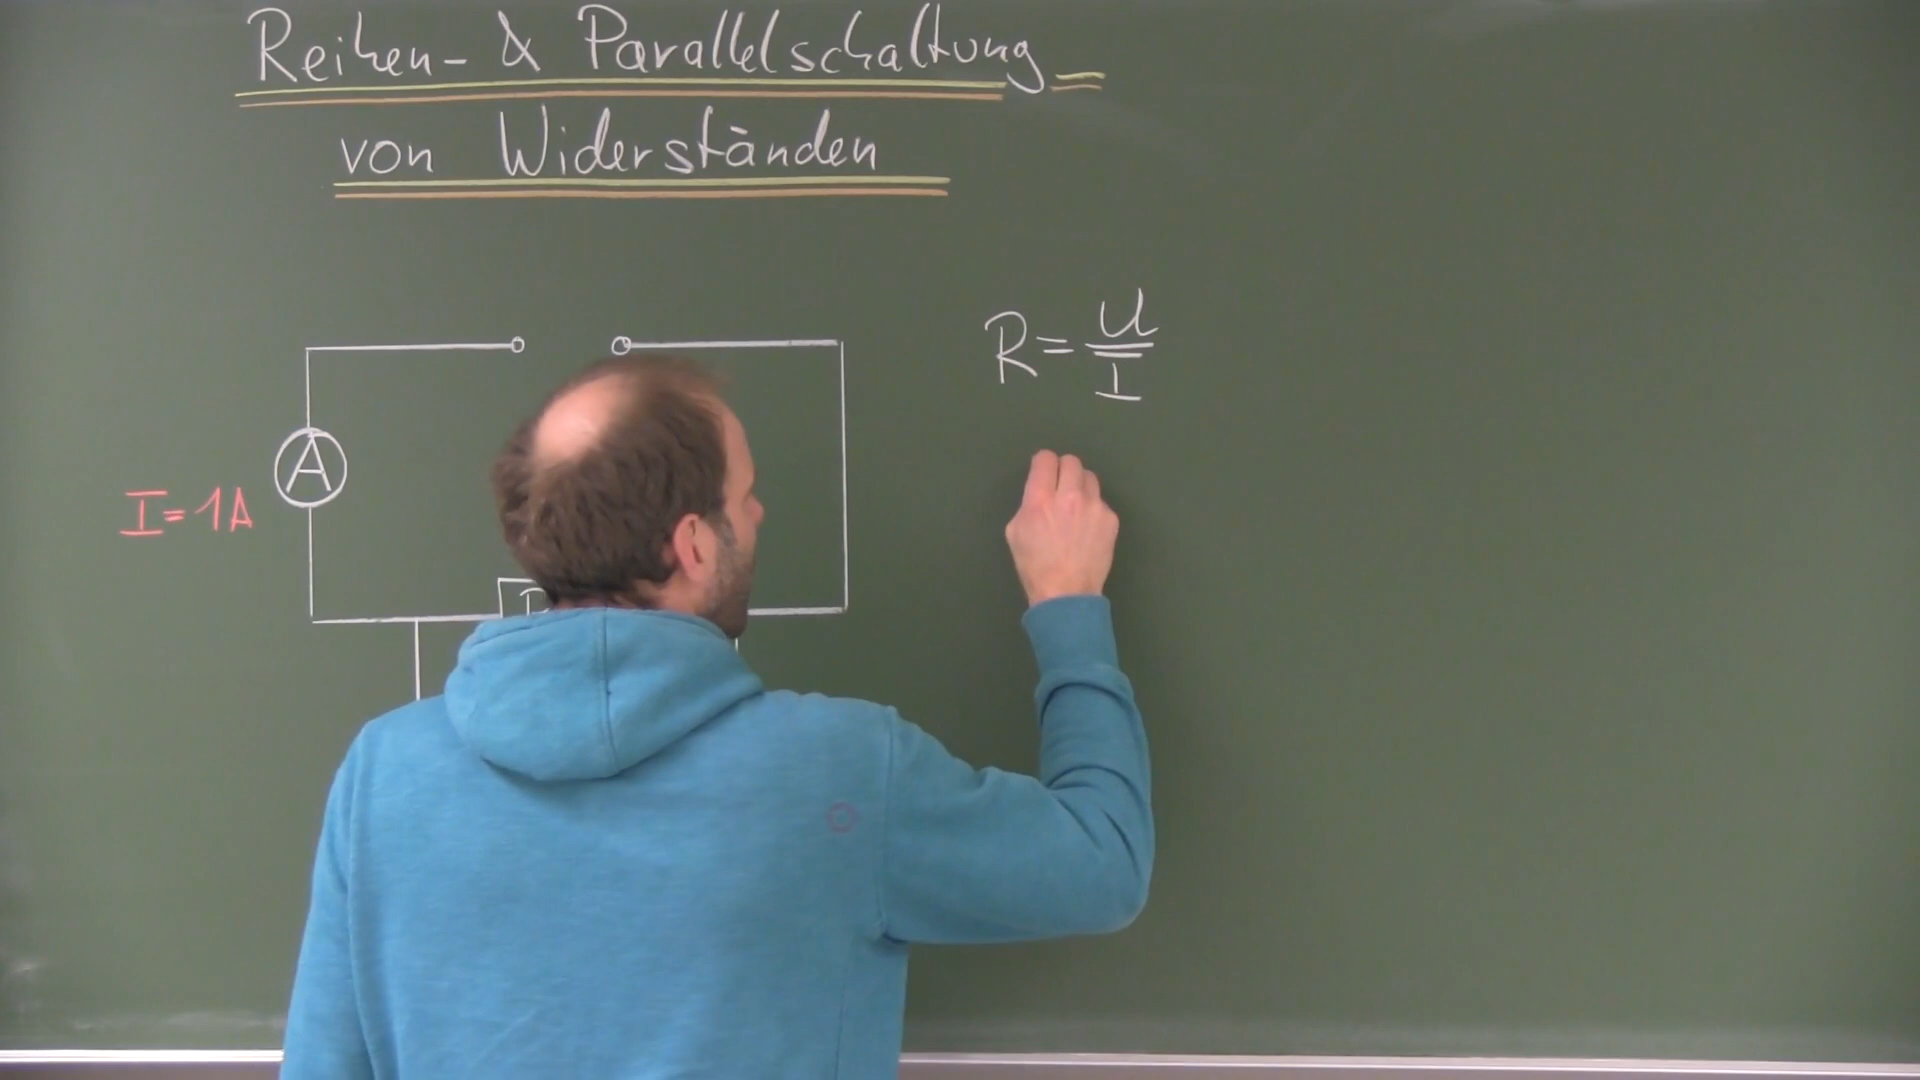 Reihen- & Parallelschaltung
von Widerständen
R = U/I
A
I = 1A